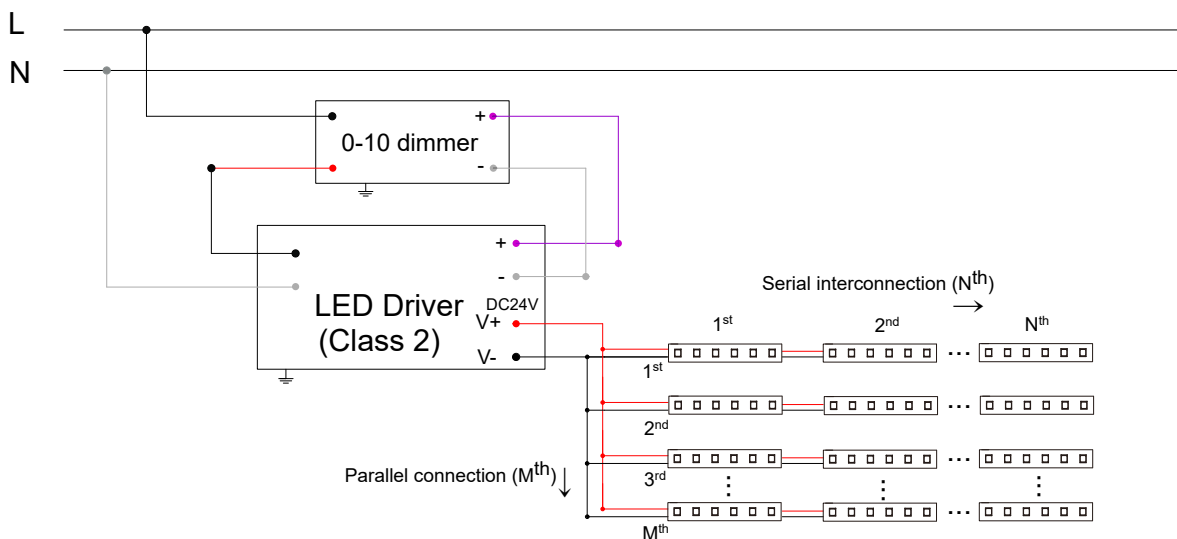 L
N
+
0-10 dimmer
-
+
-
DC24V
LED Driver
V+
(Class 2)
V-
Serial interconnection (Nth)
1st
2nd
Nth
1st
...
2nd
...
Parallel connection (Mth)
3rd
...
Mth
...